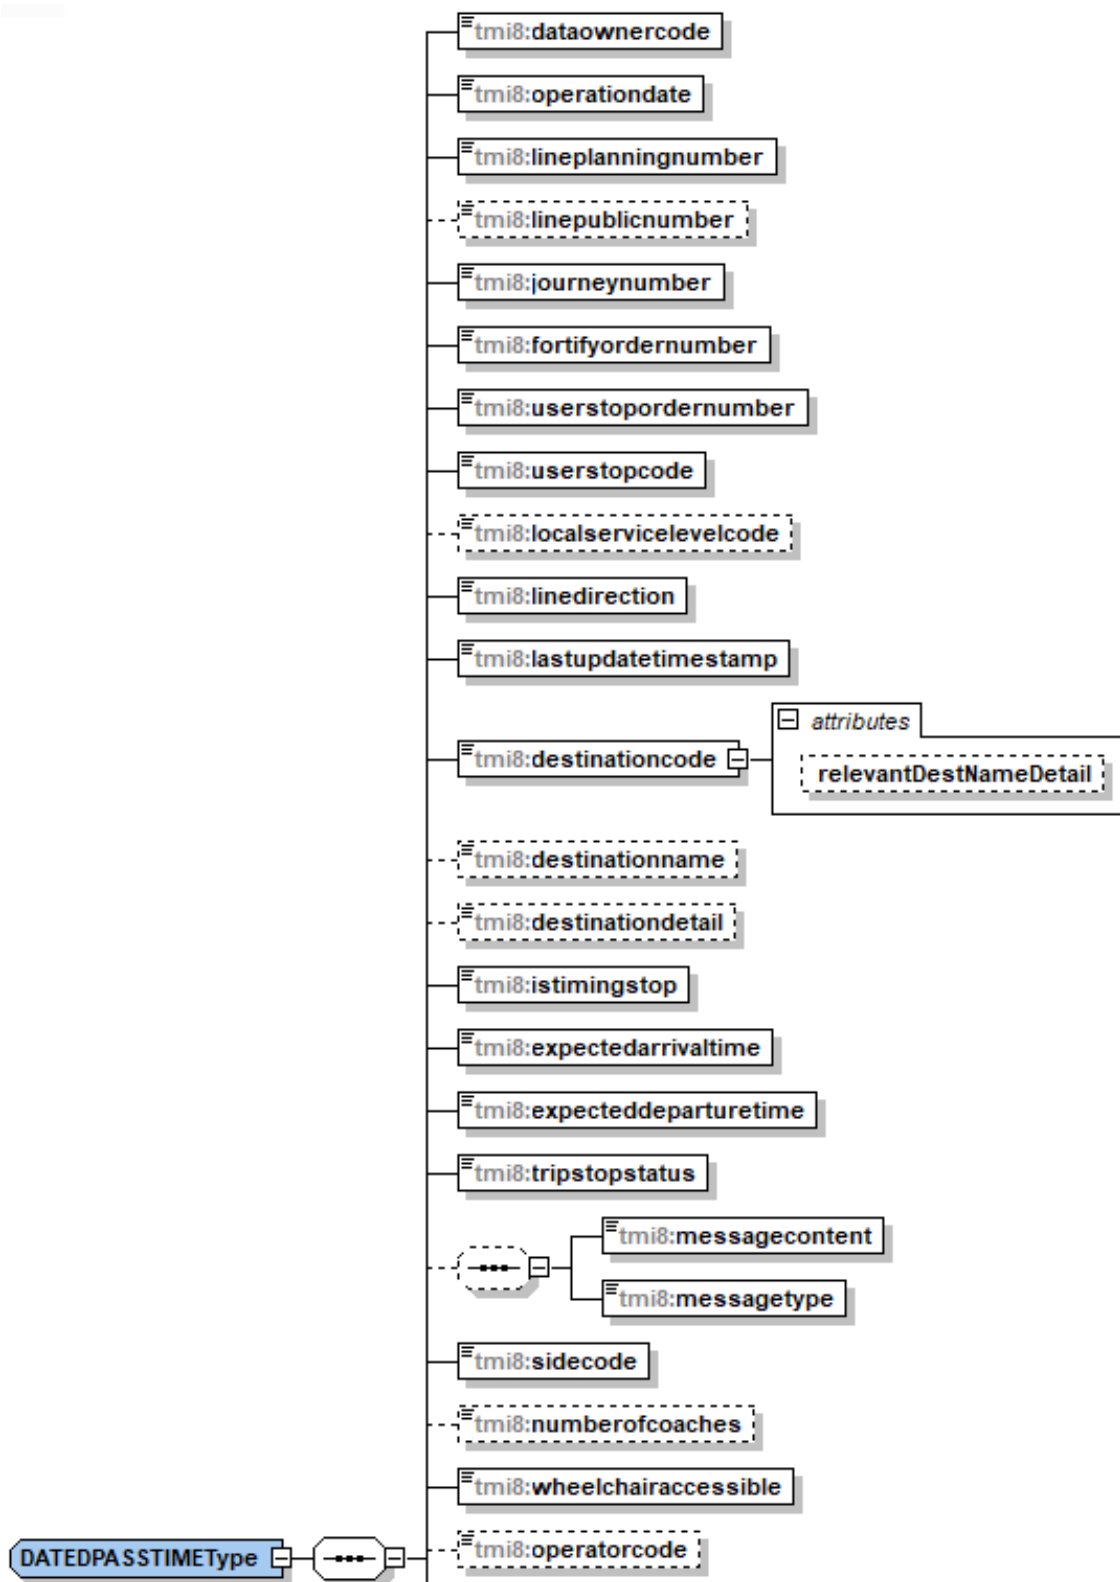 tmi8:dataownercode
tmi8:operationdate
tmi8:lineplanningnumber
tmi8:linepublicnumber
tmi8:journeynumber
tmi8:fortifyordernumber
tmi8:userstopordernumber
tmi8:userstopcode
tmi8:localservicelevelcode
tmi8:linedirection
tmi8:lastupdatetimestamp
attributes
tmi8:destinationcode
relevantDestNameDetail
tmi8:destinationname
tmi8:destinationdetail
tmi8:istimingstop
tmi8:expectedarrivaltime
tmi8:expecteddeparturetime
tmi8:tripstopstatus
tmi8:messagecontent
tmi8:messagetype
tmi8:sidecode
tmi8:numberofcoaches
tmi8:wheelchairaccessible
tmi8:operatorcode
DATEDPASSTIMEType